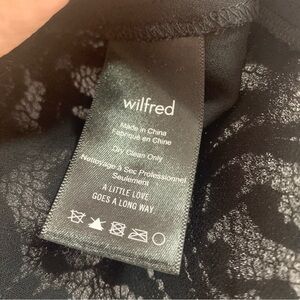 wilfred
Made in China
Fabriqué en Chine
Dry Clean Only
Nettoyage à Sec Professionnel
Seulement
A LITTLE LOVE
GOES A LONG WAY